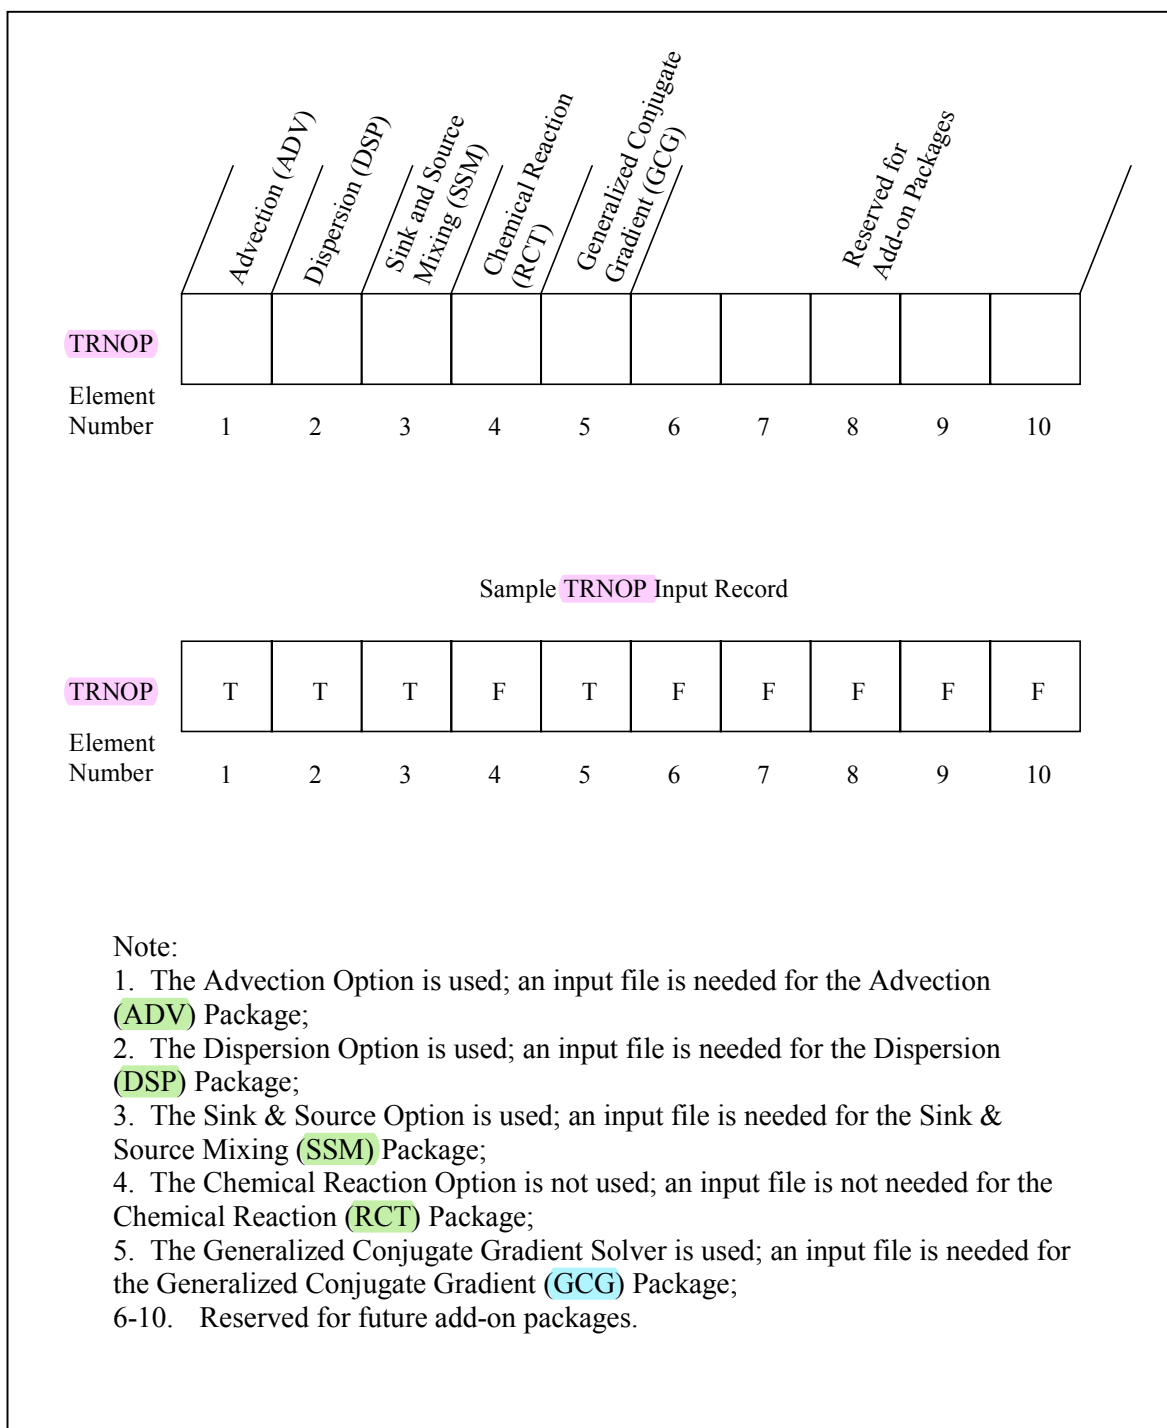 Advection (ADV)
Dispersion (DSP)
Sink and Source
Mixing (SSM)
Chemical Reaction
(RCT)
Generalized Conjugate
Gradient (GCG)
Reserved for
Add-on Packages
TRNOP
Element
Number 1 2 3 4 5 6 7 8 9 10
Sample TRNOP Input Record
TRNOP T T T F T F F F F F
Element
Number 1 2 3 4 5 6 7 8 9 10
Note:
1. The Advection Option is used; an input file is needed for the Advection
(ADV) Package;
2. The Dispersion Option is used; an input file is needed for the Dispersion
(DSP) Package;
3. The Sink & Source Option is used; an input file is needed for the Sink &
Source Mixing (SSM) Package;
4. The Chemical Reaction Option is not used; an input file is not needed for the
Chemical Reaction (RCT) Package;
5. The Generalized Conjugate Gradient Solver is used; an input file is needed for
the Generalized Conjugate Gradient (GCG) Package;
6-10. Reserved for future add-on packages.